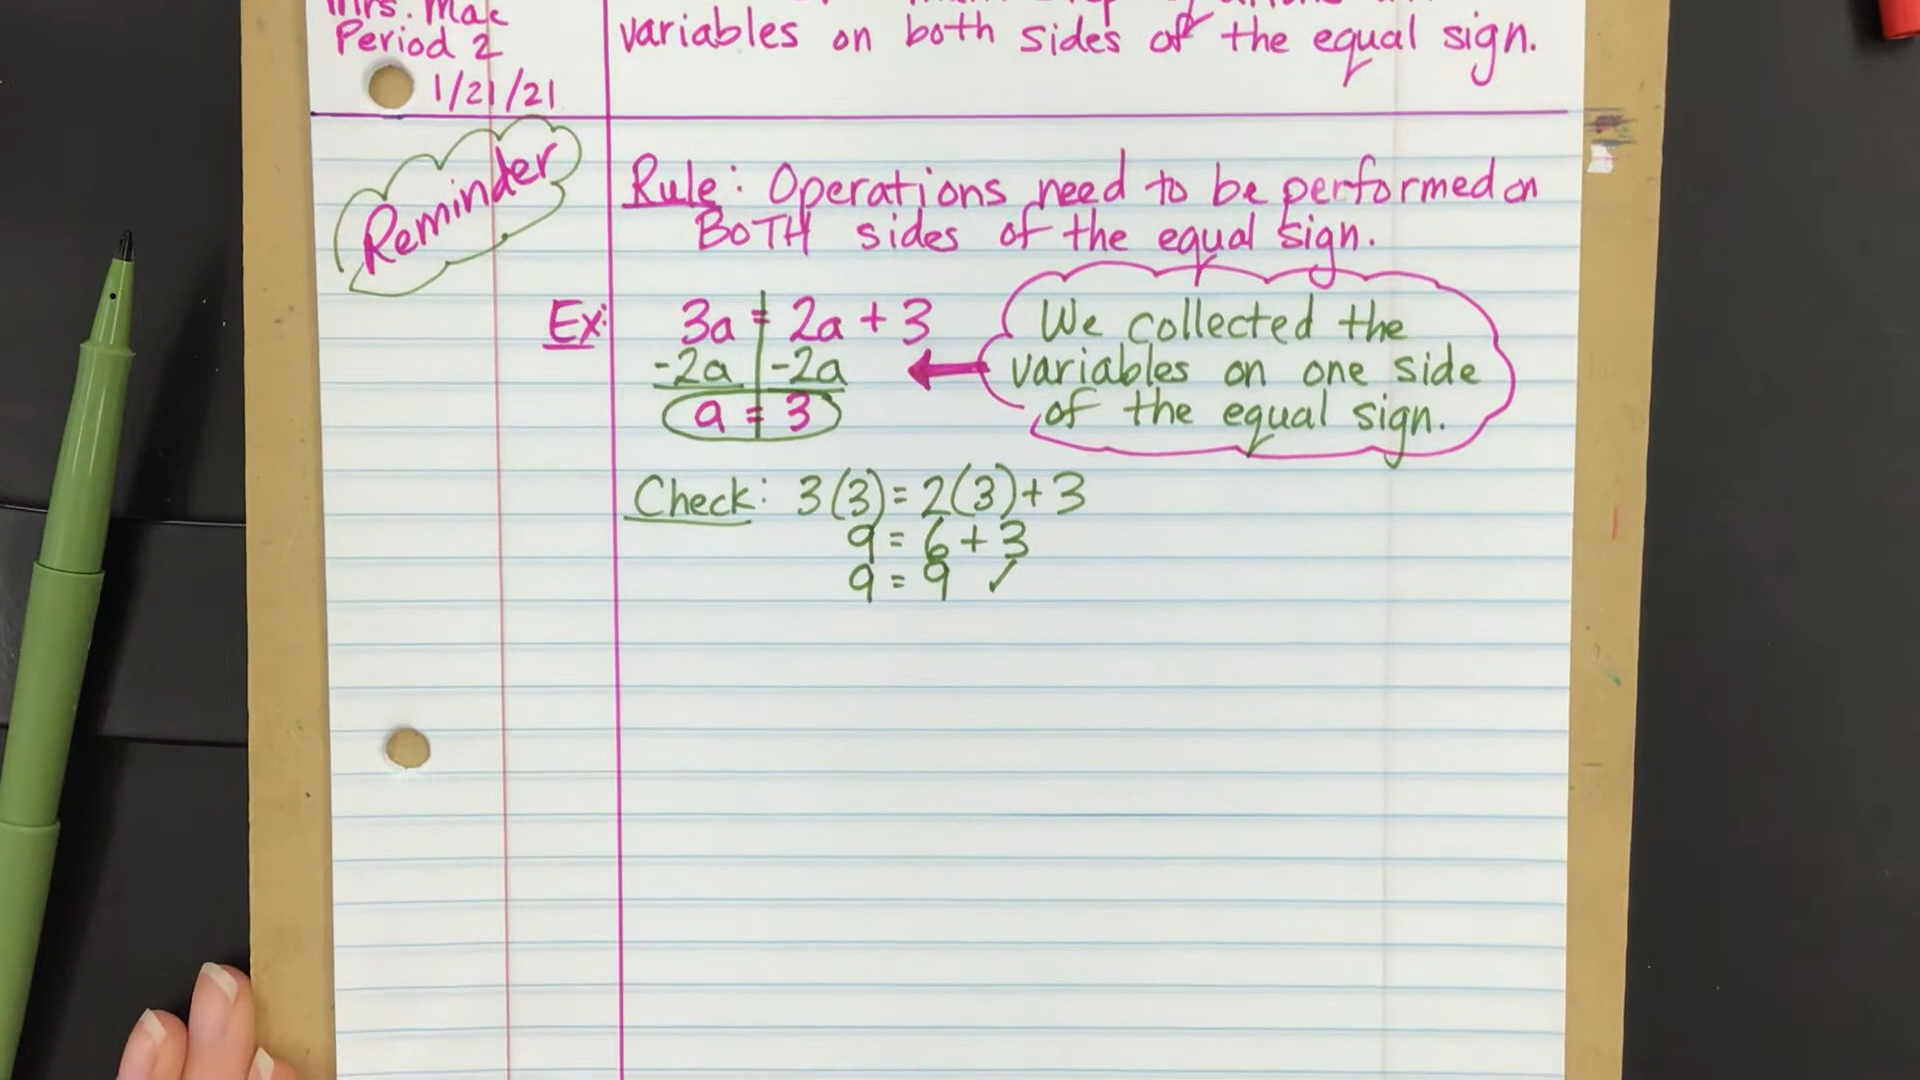 Mrs. Mac
Period 2
1/21/21
variables on both sides of the equal sign.
Reminder
Rule: Operations need to be performed on
BOTH sides of the equal sign.
Ex: 3a = 2a + 3
-2a -2a
a = 3
We collected the
variables on one side
of the equal sign.
Check: 3(3) = 2(3) + 3
9 = 6 + 3
9 = 9 ✓